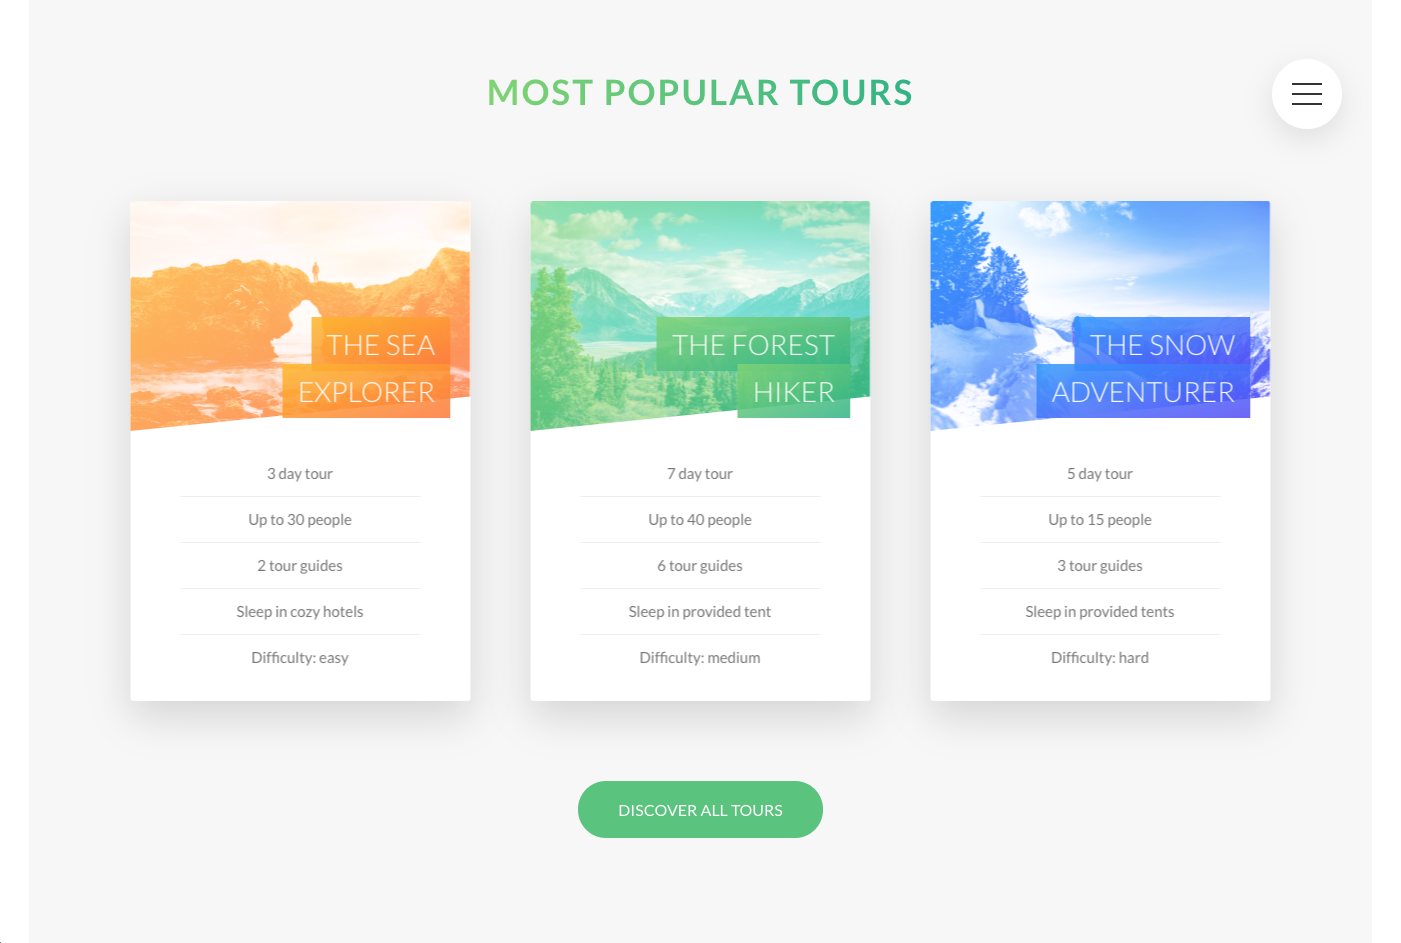 MOST POPULAR TOURS
THE SEA
EXPLORER
3 day tour
Up to 30 people
2 tour guides
Sleep in cozy hotels
Difficulty: easy
THE FOREST
HIKER
7 day tour
Up to 40 people
6 tour guides
Sleep in provided tent
Difficulty: medium
THE SNOW
ADVENTURER
5 day tour
Up to 15 people
3 tour guides
Sleep in provided tents
Difficulty: hard
DISCOVER ALL TOURS